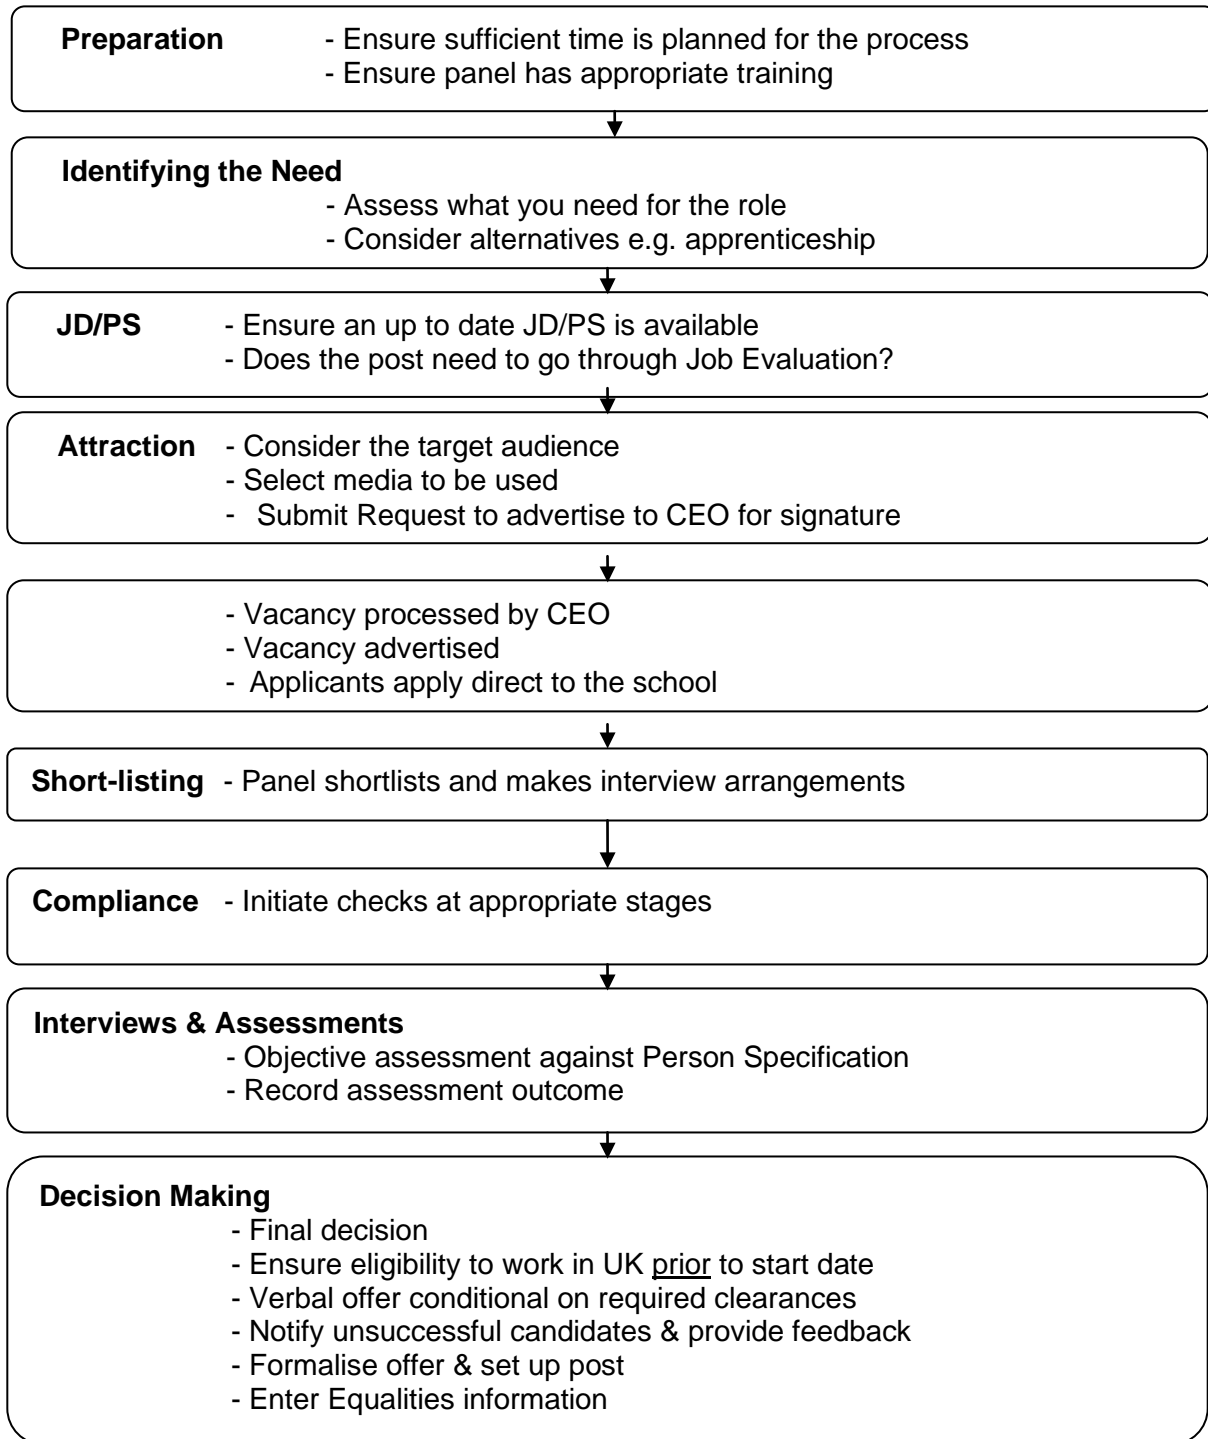 Preparation - Ensure sufficient time is planned for the process
- Ensure panel has appropriate training
Identifying the Need
- Assess what you need for the role
- Consider alternatives e.g. apprenticeship
JD/PS - Ensure an up to date JD/PS is available
- Does the post need to go through Job Evaluation?
Attraction - Consider the target audience
- Select media to be used
- Submit Request to advertise to CEO for signature
- Vacancy processed by CEO
- Vacancy advertised
- Applicants apply direct to the school
Short-listing - Panel shortlists and makes interview arrangements
Compliance - Initiate checks at appropriate stages
Interviews & Assessments
- Objective assessment against Person Specification
- Record assessment outcome
Decision Making
- Final decision
- Ensure eligibility to work in UK prior to start date
- Verbal offer conditional on required clearances
- Notify unsuccessful candidates & provide feedback
- Formalise offer & set up post
- Enter Equalities information